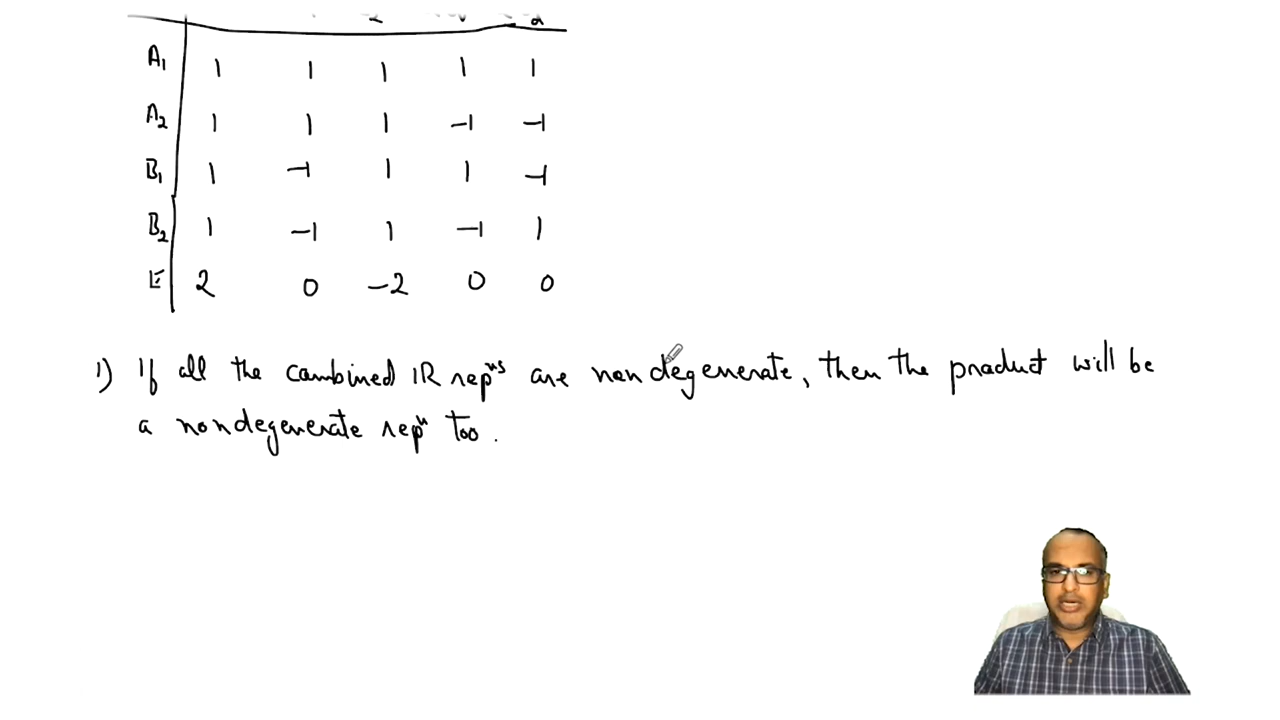 A₁ 1 1 1 1 1
A₂ 1 1 1 -1 -1
B₁ 1 -1 1 1 -1
B₂ 1 -1 1 -1 1
E 2 0 -2 0 0
1) If all the combined IR repⁿˢ are nondegenerate, then the product will be
a nondegenerate repⁿ too.